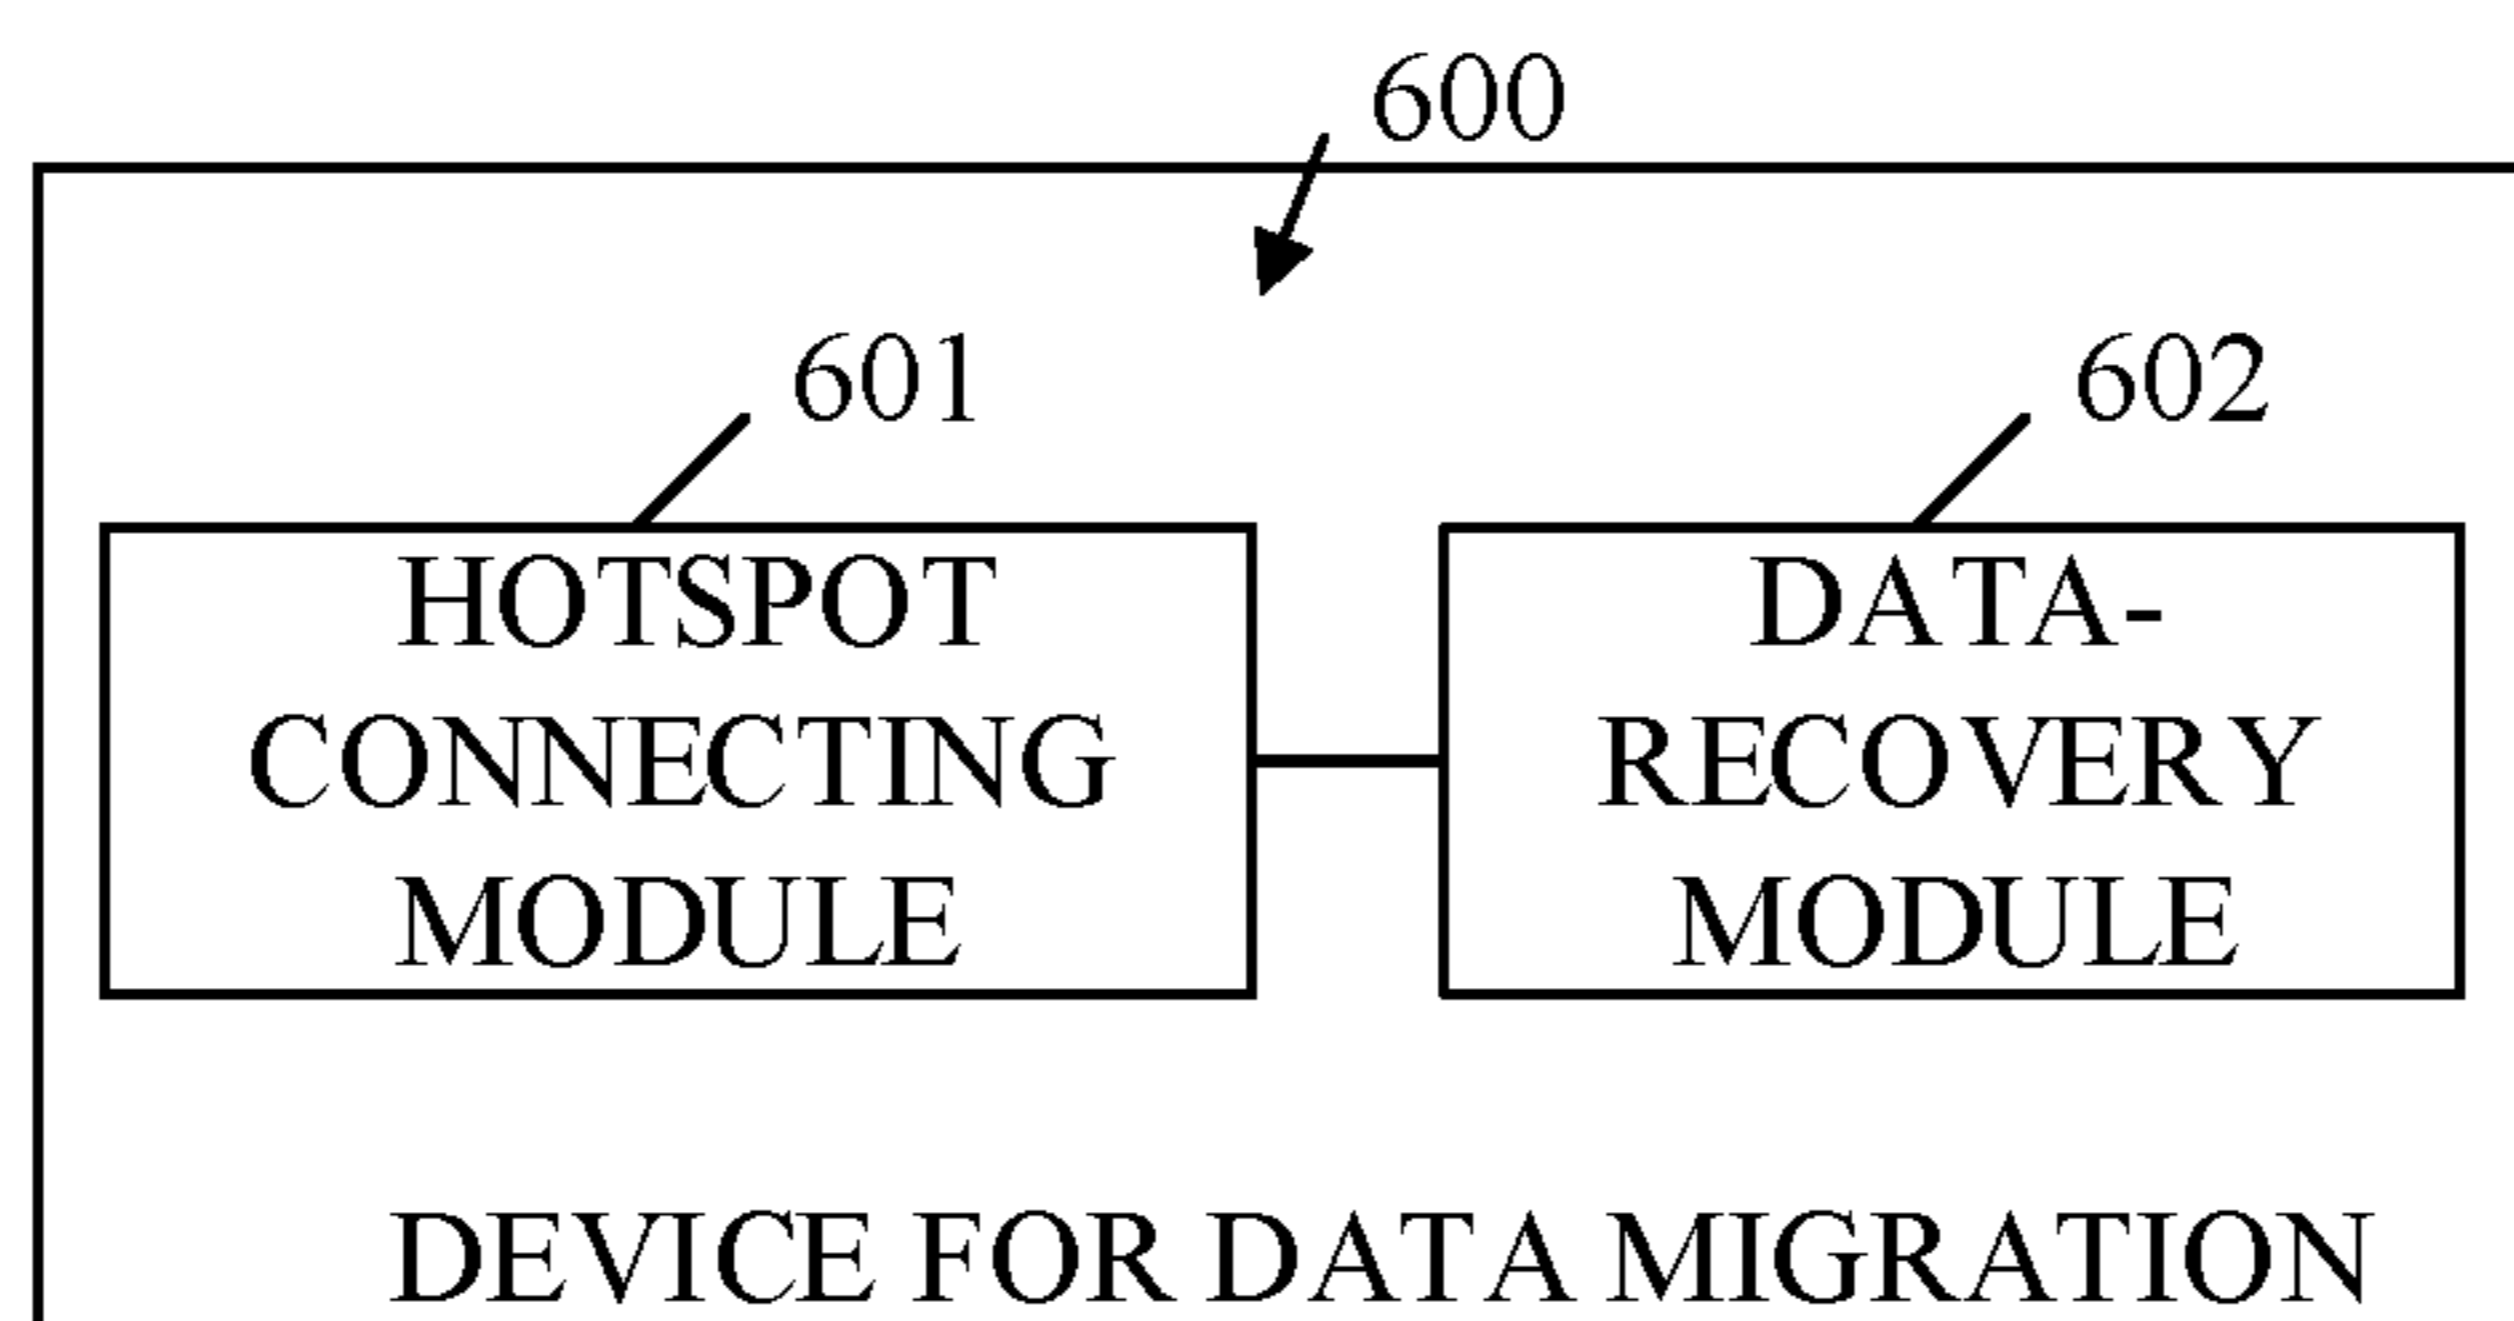 600
601
602
HOTSPOT
CONNECTING
MODULE
DATA-
RECOVERY
MODULE
DEVICE FOR DATA MIGRATION